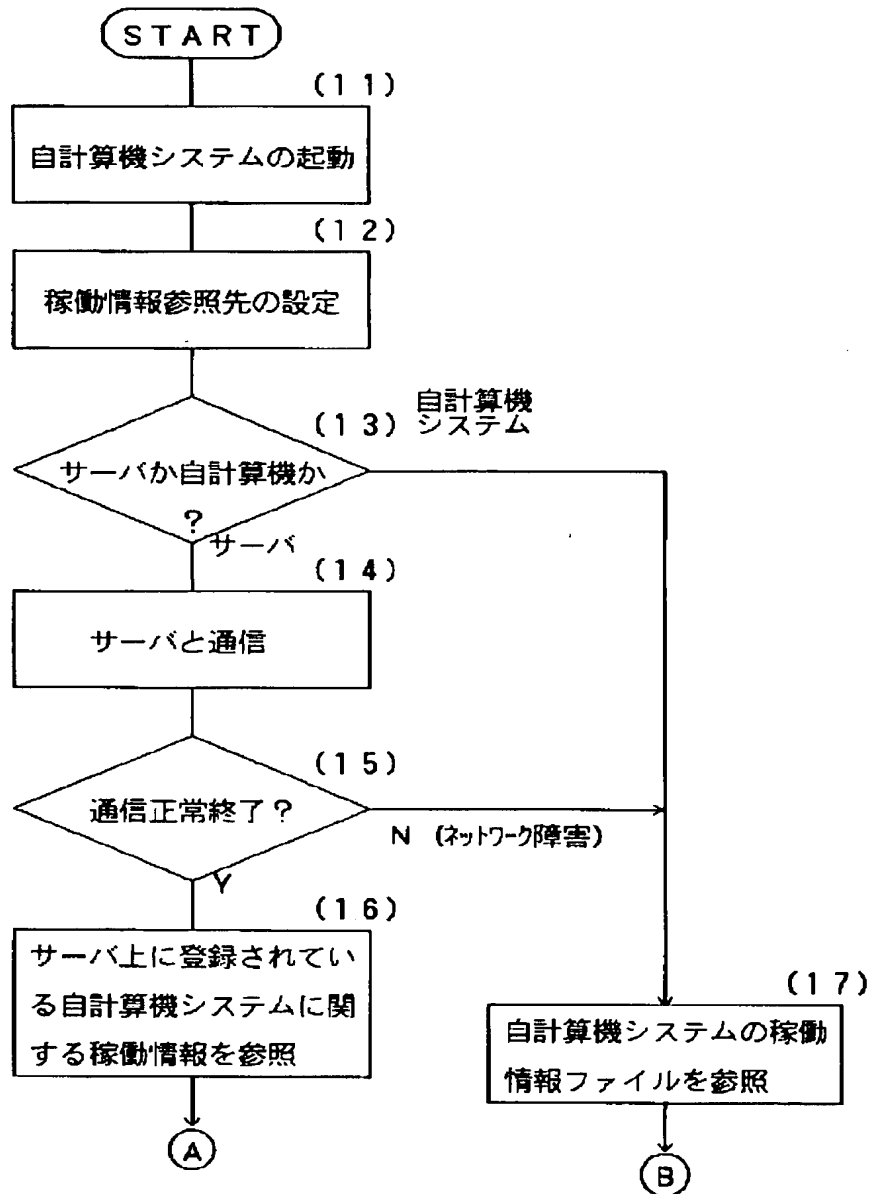 START
(11)
自計算機システムの起動
(12)
稼働情報参照先の設定
(13)
自計算機
システム
サーバか自計算機か
?
サーバ
(14)
サーバと通信
(15)
通信正常終了?
N (ネットワーク障害)
Y
(16)
サーバ上に登録されてい
る自計算機システムに関
する稼働情報を参照
(17)
自計算機システムの稼働
情報ファイルを参照
A
B